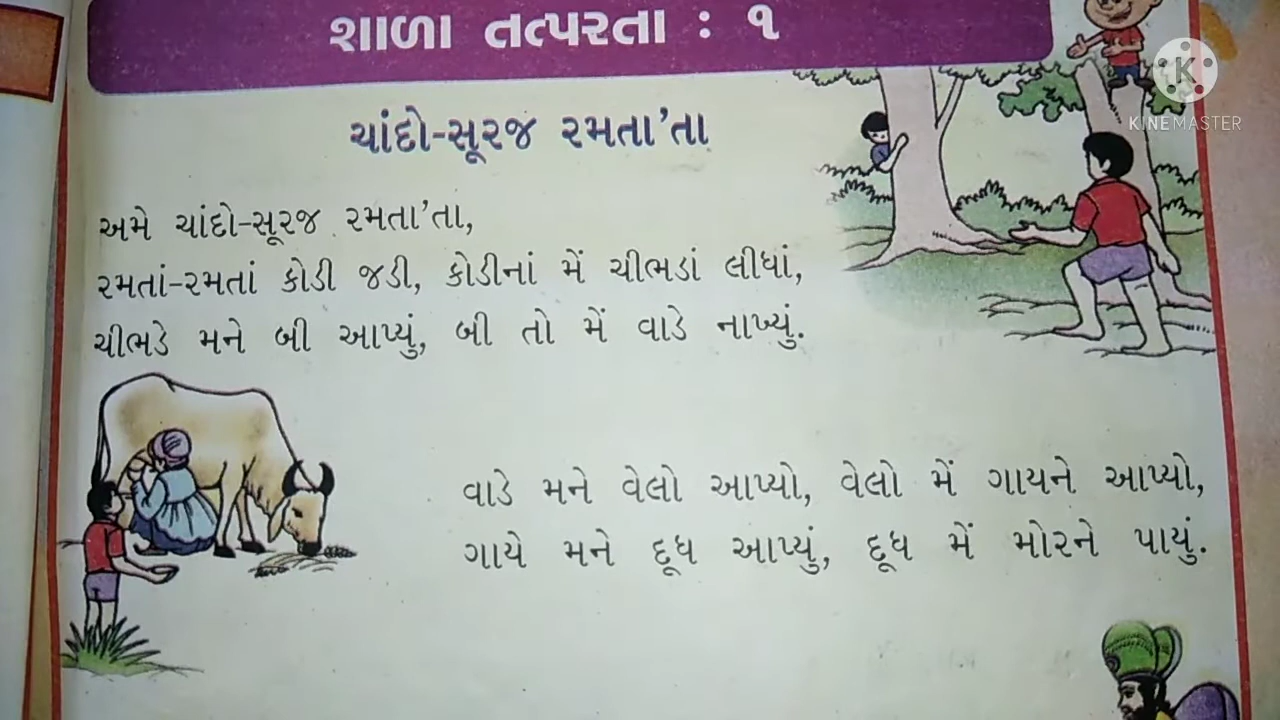 શાળા તત્પરતા : ૧
ચાંદો-સૂરજ રમતા'તા
અમે ચાંદો-સૂરજ રમતા'તા,
રમતાં-રમતાં કોડી જડી, કોડીનાં મેં ચીભડાં લીધાં,
ચીભડે મને બી આપ્યું, બી તો મેં વાડે નાખ્યું.
વાડે મને વેલો આપ્યો, વેલો મેં ગાયને આપ્યો,
ગાયે મને દૂધ આપ્યું, દૂધ મેં મોરને પાયું.
K
KINEMASTER